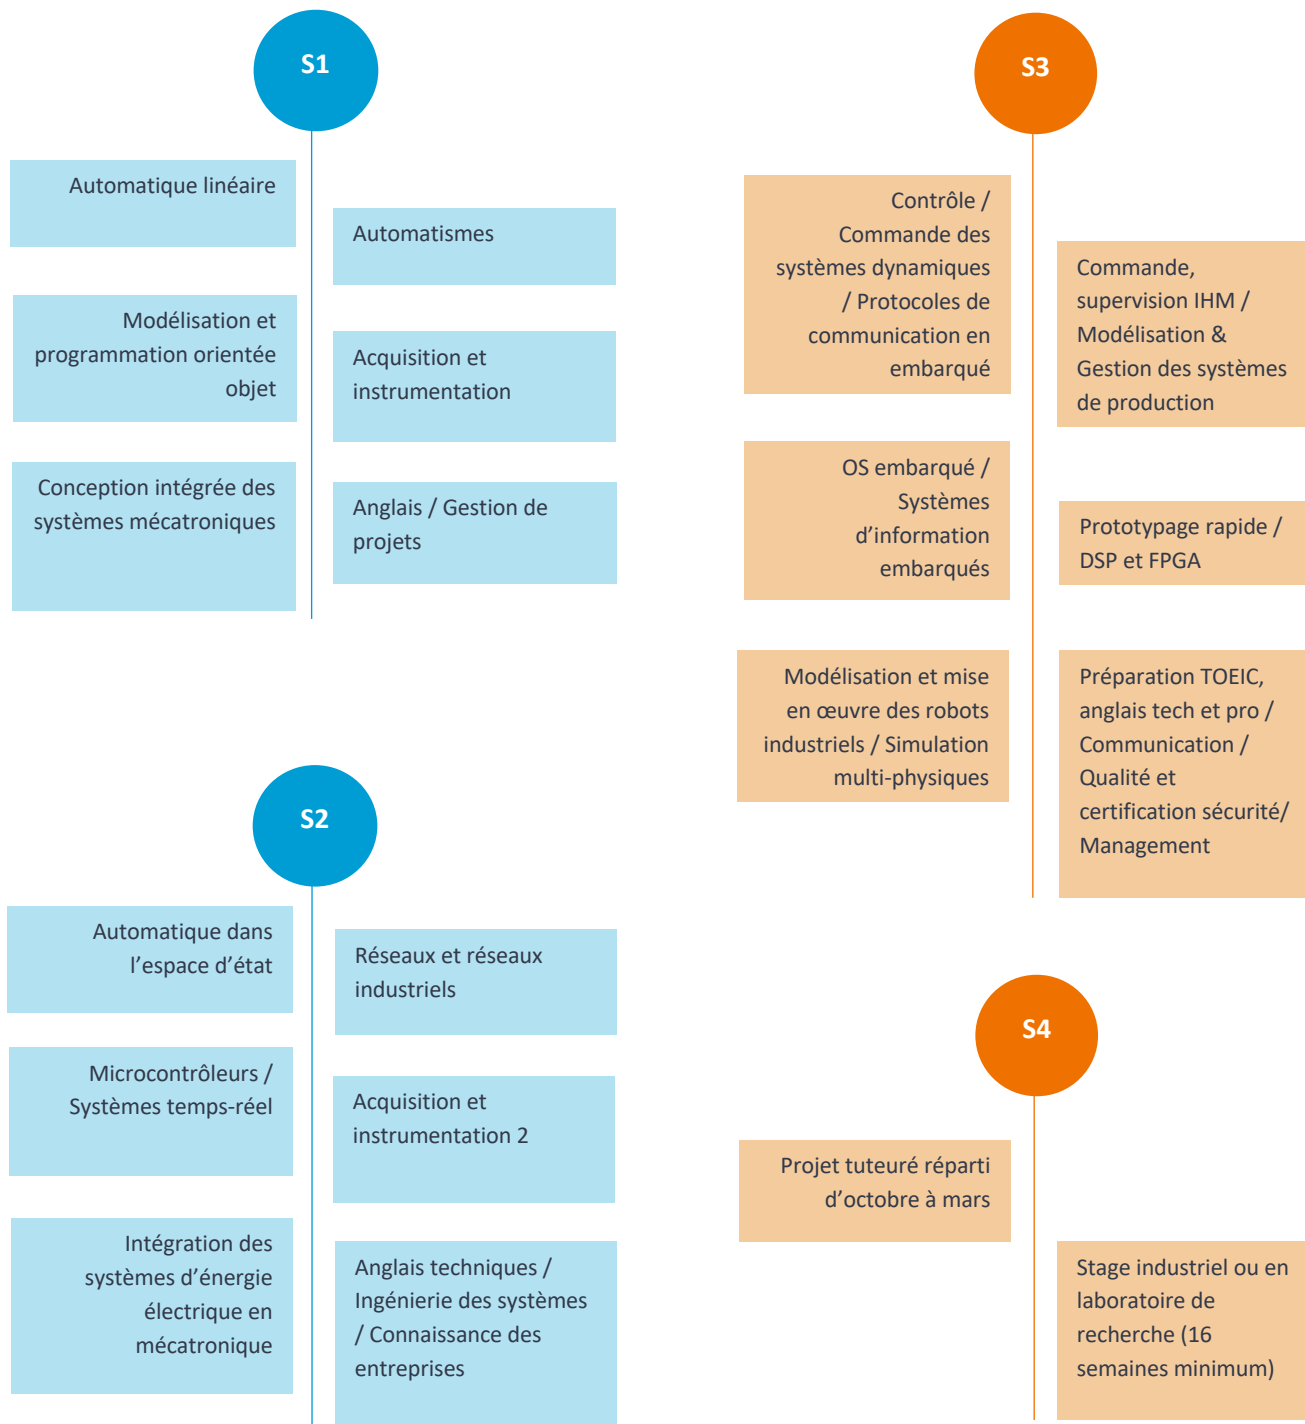 S1
Automatique linéaire
Automatismes
Modélisation et
programmation orientée
objet
Acquisition et
instrumentation
Conception intégrée des
systèmes mécatroniques
Anglais / Gestion de
projets
S2
Automatique dans
l’espace d’état
Réseaux et réseaux
industriels
Microcontrôleurs /
Systèmes temps-réel
Acquisition et
instrumentation 2
Intégration des
systèmes d’énergie
électrique en
mécatronique
Anglais techniques /
Ingénierie des systèmes
/ Connaissance des
entreprises
S3
Contrôle /
Commande des
systèmes dynamiques
/ Protocoles de
communication en
embarqué
Commande,
supervision IHM /
Modélisation &
Gestion des systèmes
de production
OS embarqué /
Systèmes
d’information
embarqués
Prototypage rapide /
DSP et FPGA
Modélisation et mise
en œuvre des robots
industriels / Simulation
multi-physiques
Préparation TOEIC,
anglais tech et pro /
Communication /
Qualité et
certification sécurité/
Management
S4
Projet tuteuré réparti
d’octobre à mars
Stage industriel ou en
laboratoire de
recherche (16
semaines minimum)